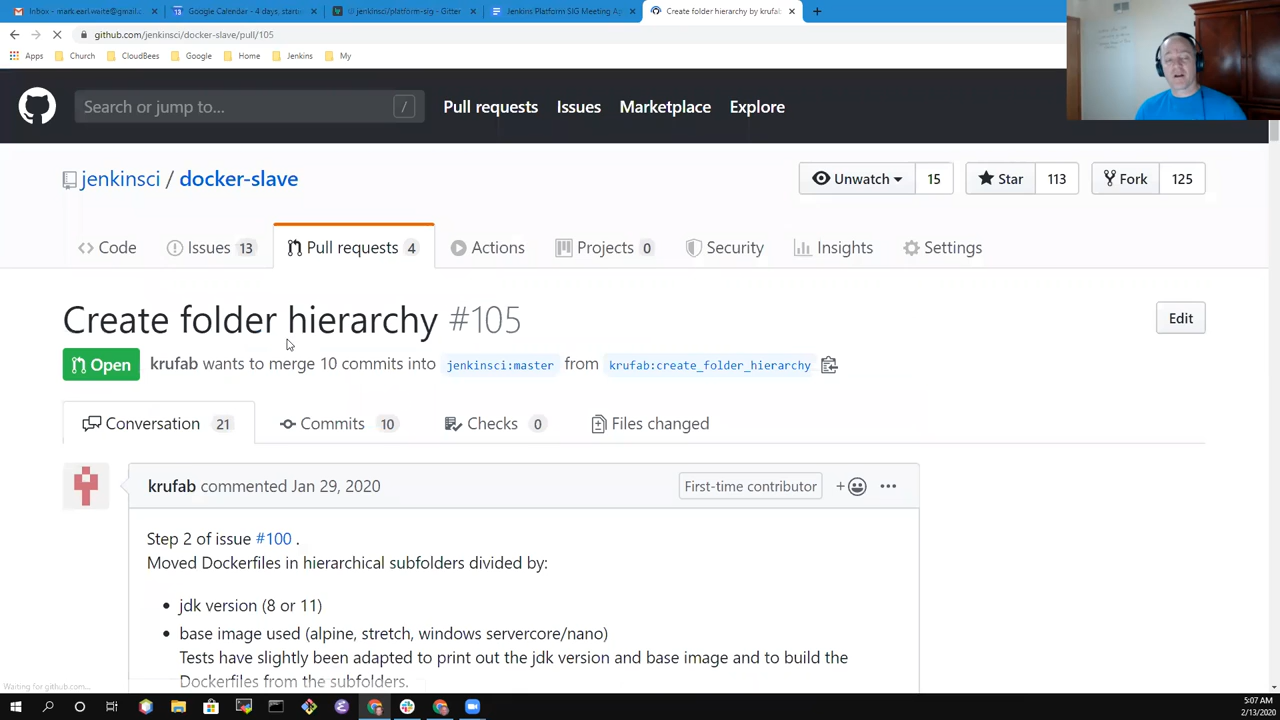 Inbox - mark.earl.waite@gmail.
Google Calendar - 4 days, starti
jenkinsci/platform-sig - Gitter
Jenkins Platform SIG Meeting Ag
Create folder hierarchy by krufab
github.com/jenkinsci/docker-slave/pull/105
Apps Church CloudBees Google Home Jenkins My
Search or jump to... /
Pull requests Issues Marketplace Explore
jenkinsci / docker-slave
Unwatch 15 Star 113 Fork 125
Code Issues 13 Pull requests 4 Actions Projects 0 Security Insights Settings
Create folder hierarchy #105
Edit
Open krufab wants to merge 10 commits into jenkinsci:master from krufab:create_folder_hierarchy
Conversation 21 Commits 10 Checks 0 Files changed
krufab commented Jan 29, 2020
First-time contributor
Step 2 of issue #100 .
Moved Dockerfiles in hierarchical subfolders divided by:
• jdk version (8 or 11)
• base image used (alpine, stretch, windows servercore/nano)
Tests have slightly been adapted to print out the jdk version and base image and to build the
Dockerfiles from the subfolders.
Waiting for github.com...
5:07 AM
2/13/2020